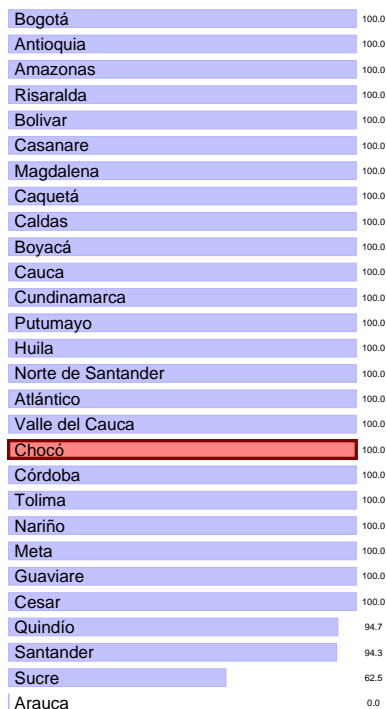 Bogotá 100.0
Antioquia 100.0
Amazonas 100.0
Risaralda 100.0
Bolivar 100.0
Casanare 100.0
Magdalena 100.0
Caquetá 100.0
Caldas 100.0
Boyacá 100.0
Cauca 100.0
Cundinamarca 100.0
Putumayo 100.0
Huila 100.0
Norte de Santander 100.0
Atlántico 100.0
Valle del Cauca 100.0
Chocó 100.0
Córdoba 100.0
Tolima 100.0
Nariño 100.0
Meta 100.0
Guaviare 100.0
Cesar 100.0
Quindío 94.7
Santander 94.3
Sucre 62.5
Arauca 0.0